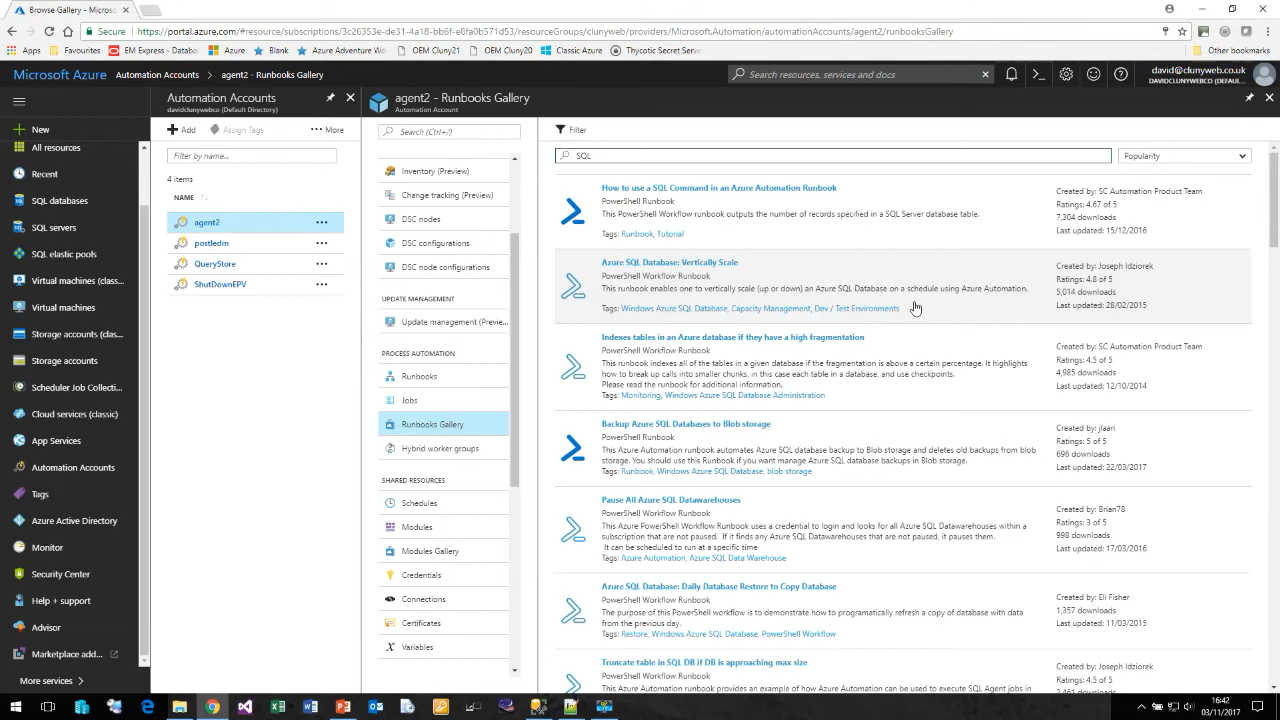 Browse Gallery - Micros
Secure
https://portal.azure.com/#resource/subscriptions/3c26353e-de31-4a18-bb6f-e8fa0b571d53/resourceGroups/clunyweb/providers/Microsoft.Automation/automationAccounts/agent2/runbooksGallery
Apps Favourites EM Express - Databas Azure Blank Azure Adventure Wor OEM Cluny21 OEM Cluny20 Classic Azure Thycotic Secret Serve Other bookmarks
Microsoft Azure Automation Accounts > agent2 - Runbooks Gallery
Search resources, services and docs
david@clunyweb.co.uk
DAVIDCLUNYWEBCO (DEFAUL...
New
All resources
Recent
SQL databases
SQL servers
SQL elastic pools
Virtual machines (classic)
Virtual machines
Storage accounts (clas...
Storage accounts
Scheduler Job Collecti...
Cloud services (classic)
App Services
Automation Accounts
Tags
Azure Active Directory
Monitor
Security Center
Help + support
Advisor
Marketplace add...
More services
Automation Accounts
davidclunywebco (Default Directory)
Add Assign Tags ••• More
Filter by name...
4 items
NAME
agent2 •••
postledm •••
QueryStore •••
ShutDownEPV •••
agent2 - Runbooks Gallery
Automation Account
Search (Ctrl+/)
Inventory (Preview)
Change tracking (Preview)
DSC nodes
DSC configurations
DSC node configurations
UPDATE MANAGEMENT
Update management (Previe...
PROCESS AUTOMATION
Runbooks
Jobs
Runbooks Gallery
Hybrid worker groups
SHARED RESOURCES
Schedules
Modules
Modules Gallery
Credentials
Connections
Certificates
Variables
Filter
SQL
Popularity
How to use a SQL Command in an Azure Automation Runbook
PowerShell Runbook
This PowerShell Workflow runbook outputs the number of records specified in a SQL Server database table.
Tags: Runbook, Tutorial
Created by: SC Automation Product Team
Ratings: 4.67 of 5
7,304 downloads
Last updated: 15/12/2016
Azure SQL Database: Vertically Scale
PowerShell Workflow Runbook
This runbook enables one to vertically scale (up or down) an Azure SQL Database on a schedule using Azure Automation.
Tags: Windows Azure SQL Database, Capacity Management, Dev / Test Environments
Created by: Joseph Idziorek
Ratings: 4.8 of 5
5,014 downloads
Last updated: 28/02/2015
Indexes tables in an Azure database if they have a high fragmentation
PowerShell Workflow Runbook
This runbook indexes all of the tables in a given database if the fragmentation is above a certain percentage. It highlights
how to break up calls into smaller chunks, in this case each table in a database, and use checkpoints.
Please read the runbook for additional information.
Tags: Monitoring, Windows Azure SQL Database Administration
Created by: SC Automation Product Team
Ratings: 4.5 of 5
4,985 downloads
Last updated: 12/10/2014
Backup Azure SQL Databases to Blob storage
PowerShell Runbook
This Azure Automation runbook automates Azure SQL database backup to Blob storage and deletes old backups from blob
storage. You should use this Runbook if you want manage Azure SQL database backups in Blob storage.
Tags: Runbook, Windows Azure SQL Database, blob storage
Created by: jlaari
Ratings: 5 of 5
696 downloads
Last updated: 22/03/2017
Pause All Azure SQL Datawarehouses
PowerShell Workflow Runbook
This Azure PowerShell Workflow Runbook uses a credential to login and looks for all Azure SQL Datawarehouses within a
subscription that are not paused. If it finds any Azure SQL Datawarehouses that are not paused, it pauses them.
It can be scheduled to run at a specific time
Tags: Azure Automation, Azure SQL Data Warehouse
Created by: Brian78
Ratings: 3 of 5
998 downloads
Last updated: 17/03/2016
Azure SQL Database: Daily Database Restore to Copy Database
PowerShell Workflow Runbook
The purpose of this PowerShell workflow is to demonstrate how to programatically refresh a copy of database with data
from the previous day.
Tags: Restore, Windows Azure SQL Database, PowerShell Workflow
Created by: Eli Fisher
1,357 downloads
Last updated: 11/03/2015
Truncate table in SQL DB if DB is approaching max size
PowerShell Workflow Runbook
This Azure Automation runbook provides an example of how Azure Automation can be used to execute SQL Agent jobs in
Created by: Joseph Idziorek
Ratings: 4.5 of 5
2,461 downloads
16:42
03/11/2017